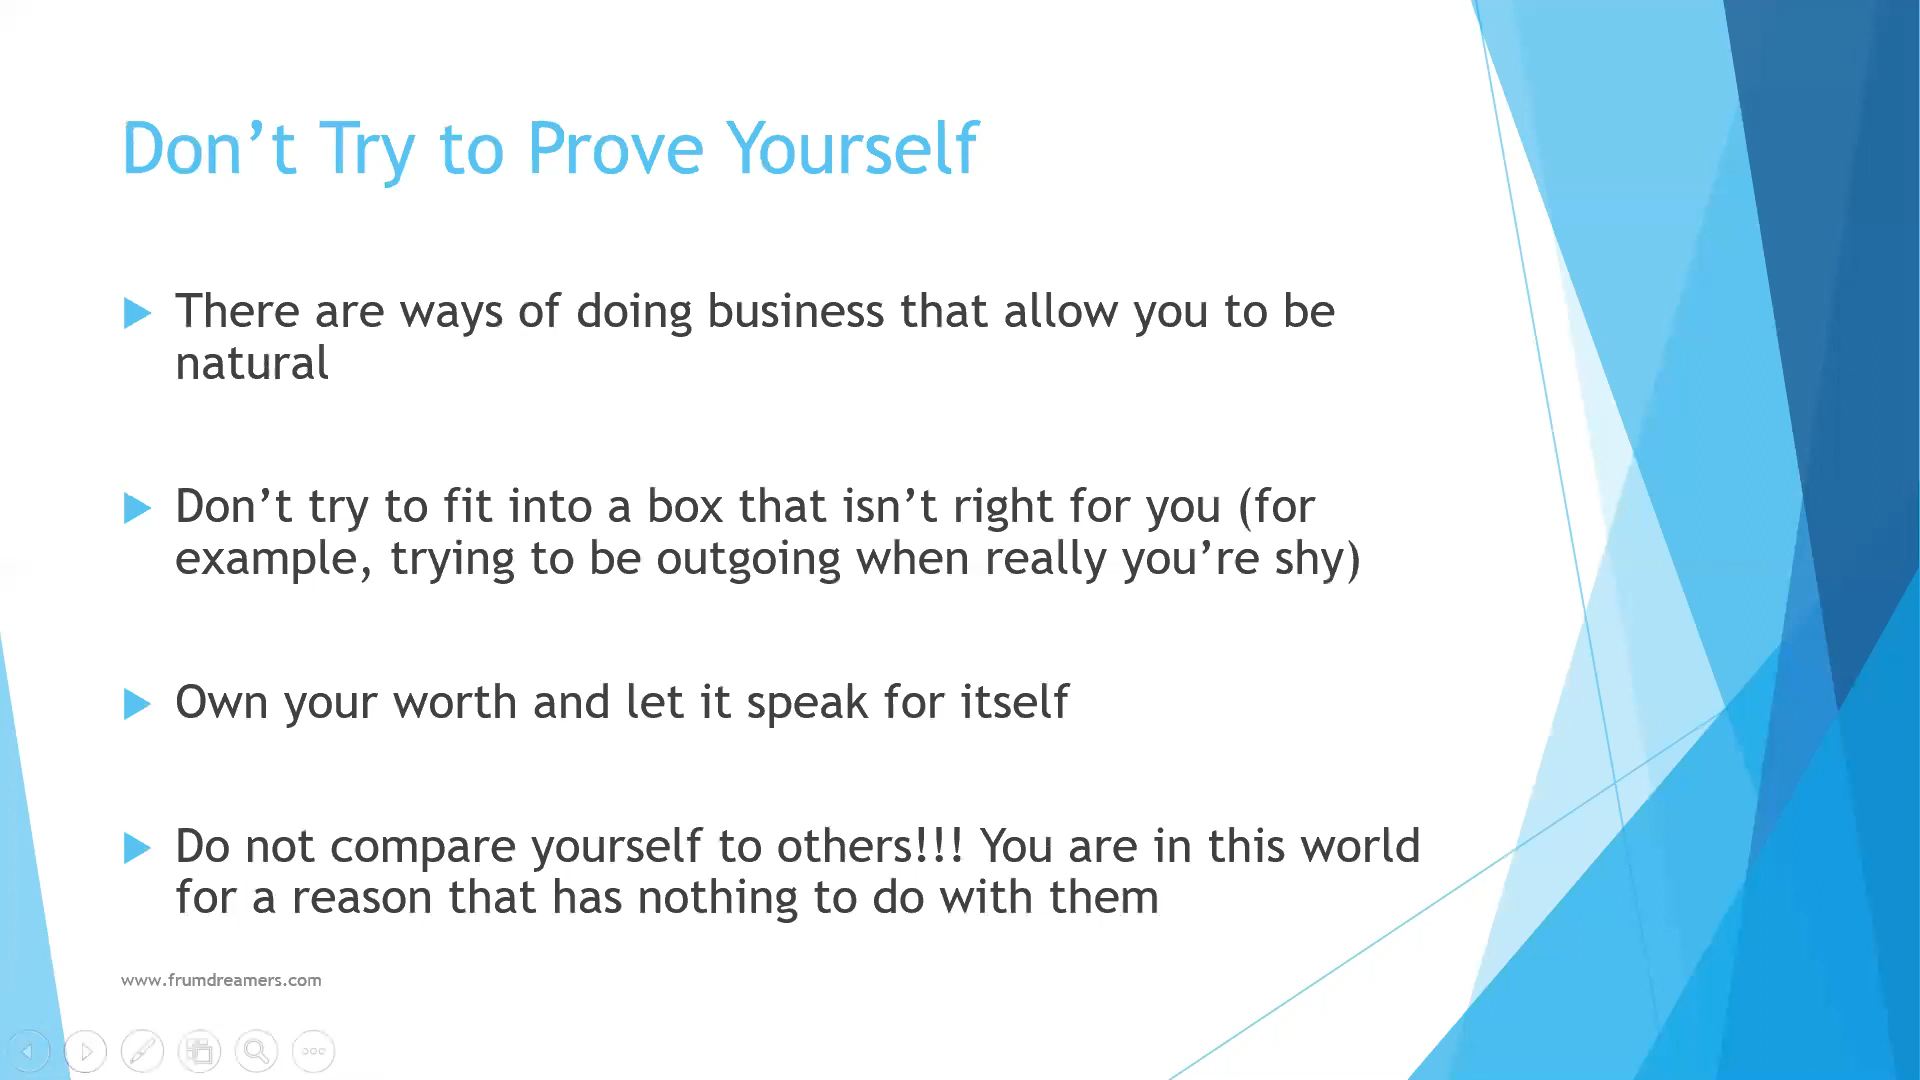 Don’t Try to Prove Yourself
There are ways of doing business that allow you to be
natural
Don’t try to fit into a box that isn’t right for you (for
example, trying to be outgoing when really you’re shy)
Own your worth and let it speak for itself
Do not compare yourself to others!!! You are in this world
for a reason that has nothing to do with them
www.frumdreamers.com